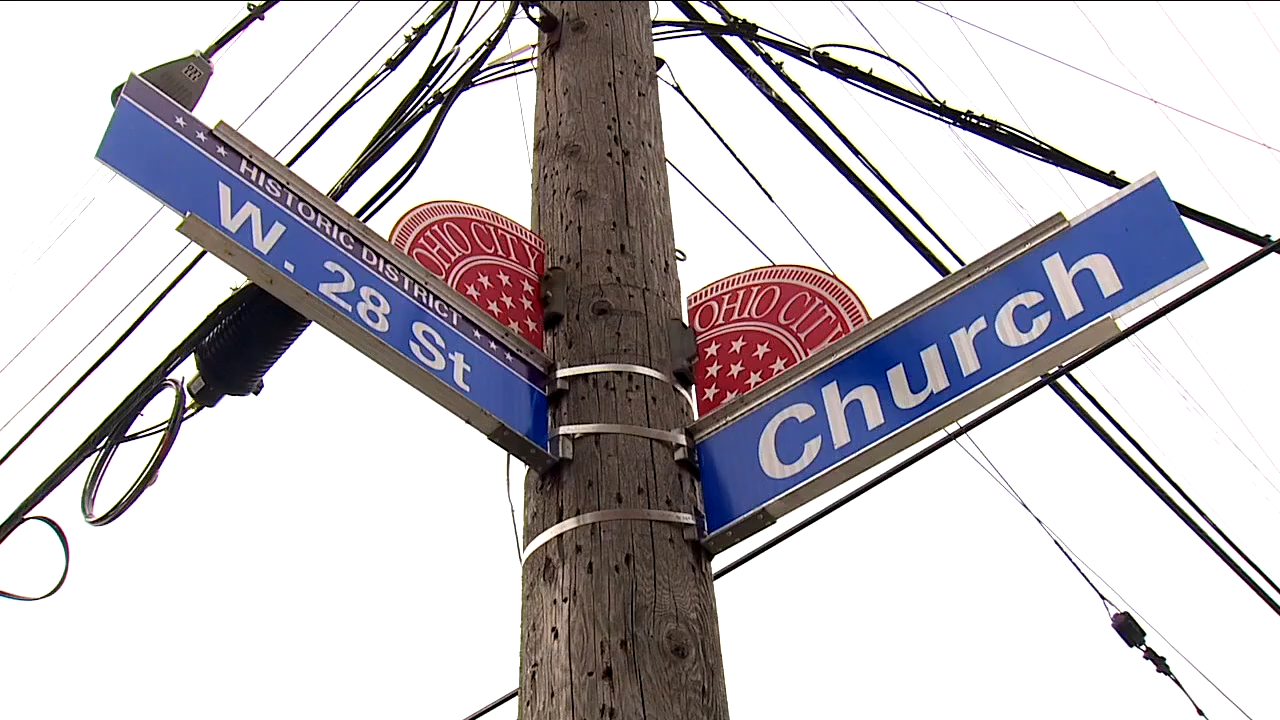 HISTORIC DISTRICT
W. 28 St
OHIO CITY
OHIO CITY
Church